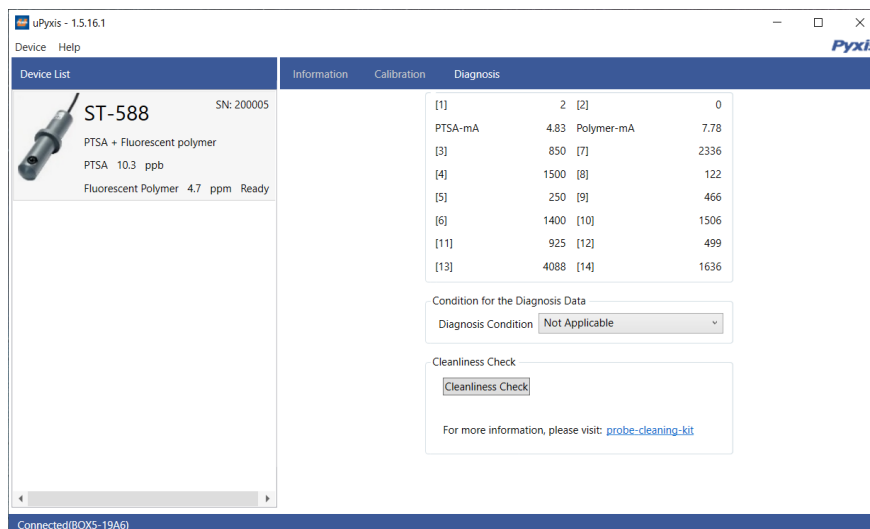 uPyxis - 1.5.16.1
Device Help
Pyxis
Device List
Information Calibration Diagnosis
ST-588
SN: 200005
PTSA + Fluorescent polymer
PTSA 10.3 ppb
Fluorescent Polymer 4.7 ppm Ready
[1] 2 [2] 0
PTSA-mA 4.83 Polymer-mA 7.78
[3] 850 [7] 2336
[4] 1500 [8] 122
[5] 250 [9] 466
[6] 1400 [10] 1506
[11] 925 [12] 499
[13] 4088 [14] 1636
Condition for the Diagnosis Data
Diagnosis Condition Not Applicable
Cleanliness Check
Cleanliness Check
For more information, please visit: probe-cleaning-kit
Connected(BOX5-19A6)